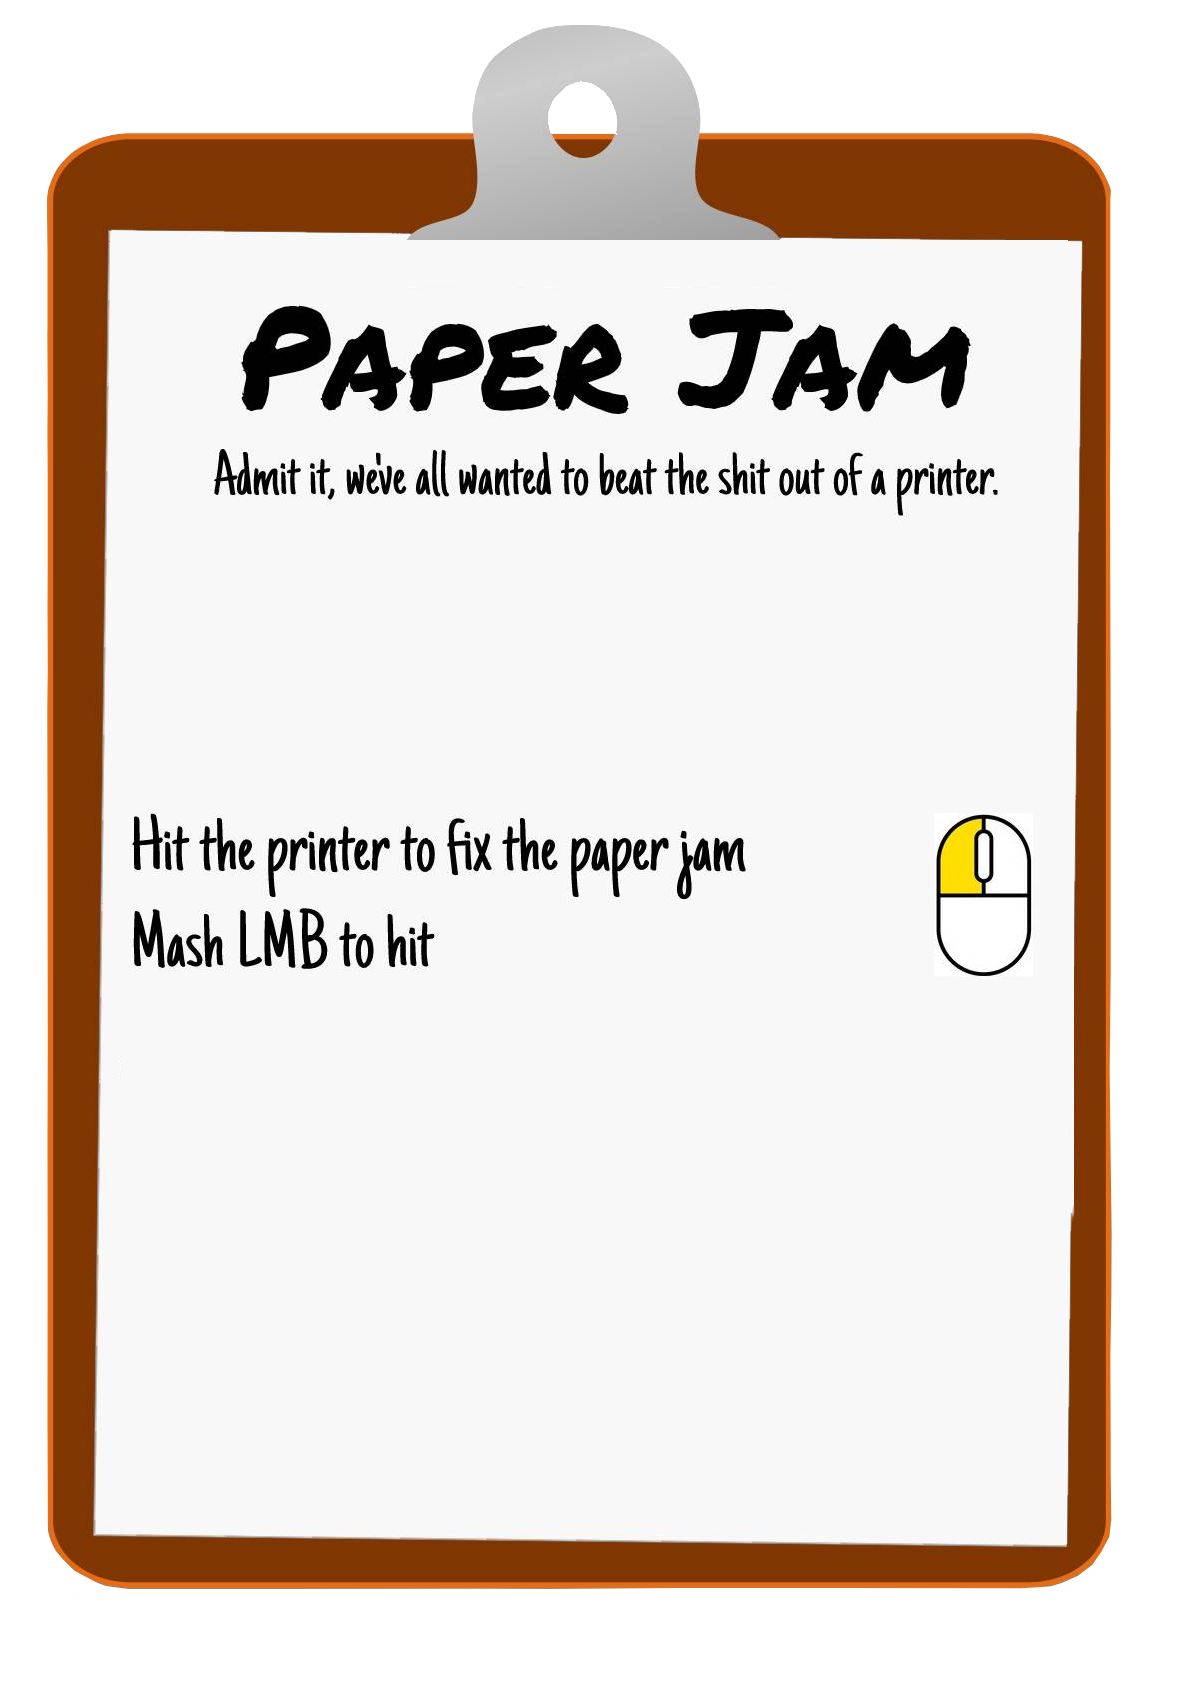 Paper Jam
Admit it, we've all wanted to beat the shit out of a printer.
Hit the printer to fix the paper jam
Mash LMB to hit